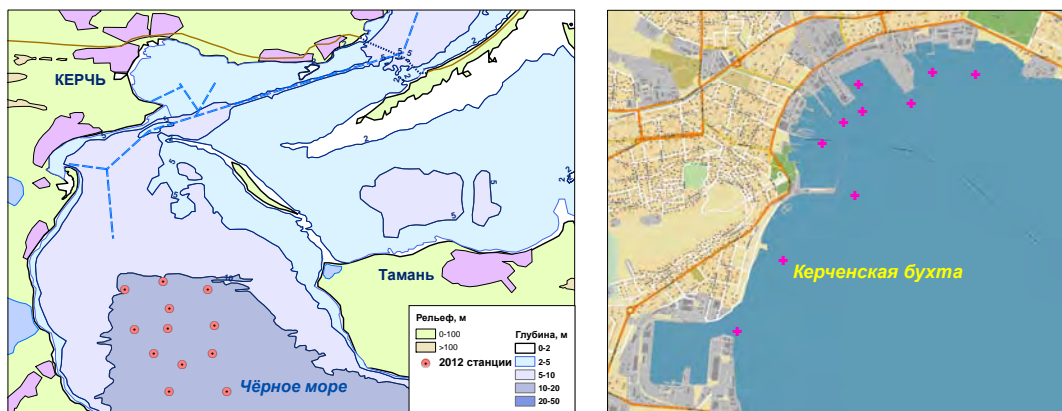 КЕРЧЬ
Тамань
Чёрное море
Рельеф, м
0-100
>100
2012 станции
Глубина, м
0-2
2-5
5-10
10-20
20-50
Керченская бухта